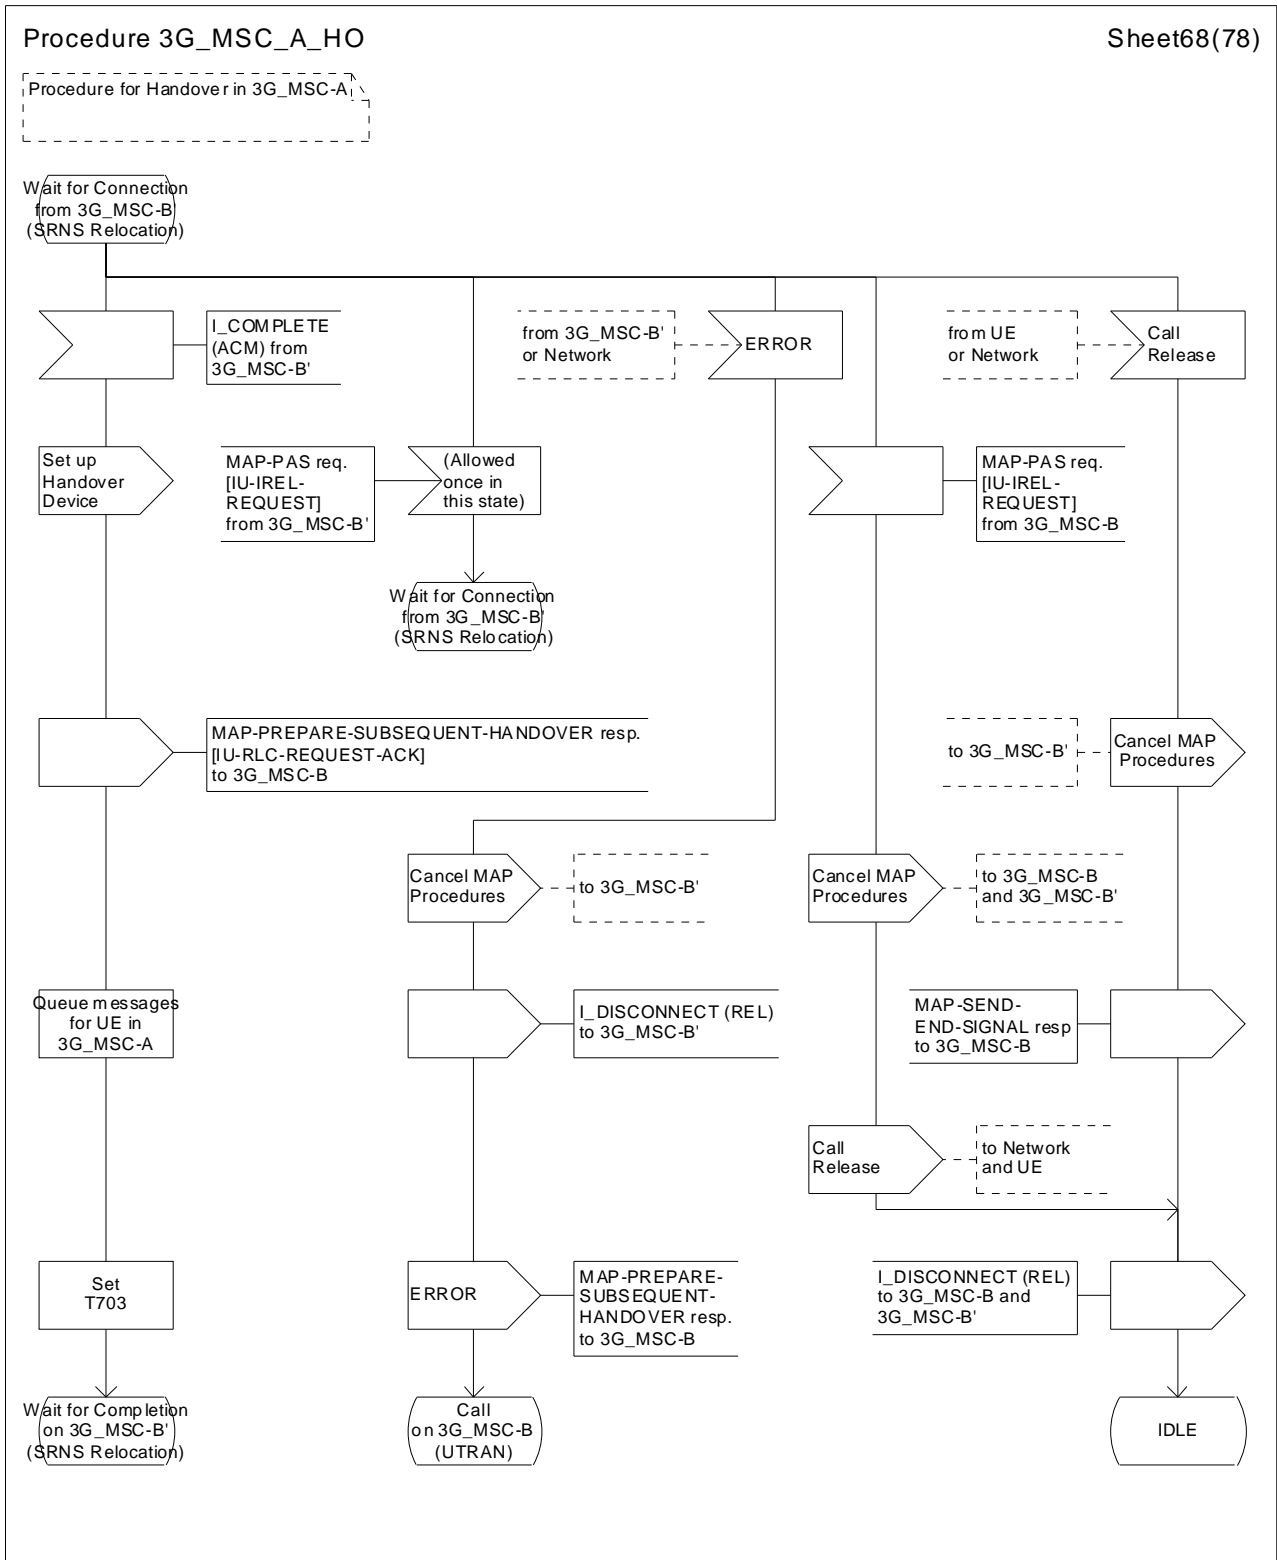 Procedure 3G_MSC_A_HO
Sheet68(78)
Procedure for Handover in 3G_MSC-A
Wait for Connection
from 3G_MSC-B'
(SRNS Relocation)
I_COMPLETE
(ACM) from
3G_MSC-B'
from 3G_MSC-B'
or Network
ERROR
from UE
or Network
Call
Release
Set up
Handover
Device
MAP-PAS req.
[IU-IREL-
REQUEST]
from 3G_MSC-B'
(Allowed
once in
this state)
MAP-PAS req.
[IU-IREL-
REQUEST]
from 3G_MSC-B
Wait for Connection
from 3G_MSC-B'
(SRNS Relocation)
MAP-PREPARE-SUBSEQUENT-HANDOVER resp.
[IU-RLC-REQUEST-ACK]
to 3G_MSC-B
to 3G_MSC-B'
Cancel MAP
Procedures
Cancel MAP
Procedures
to 3G_MSC-B'
Cancel MAP
Procedures
to 3G_MSC-B
and 3G_MSC-B'
Queue messages
for UE in
3G_MSC-A
I_DISCONNECT (REL)
to 3G_MSC-B'
MAP-SEND-
END-SIGNAL resp
to 3G_MSC-B
Call
Release
to Network
and UE
Set
T703
ERROR
MAP-PREPARE-
SUBSEQUENT-
HANDOVER resp.
to 3G_MSC-B
I_DISCONNECT (REL)
to 3G_MSC-B and
3G_MSC-B'
Wait for Completion
on 3G_MSC-B'
(SRNS Relocation)
Call
on 3G_MSC-B
(UTRAN)
IDLE